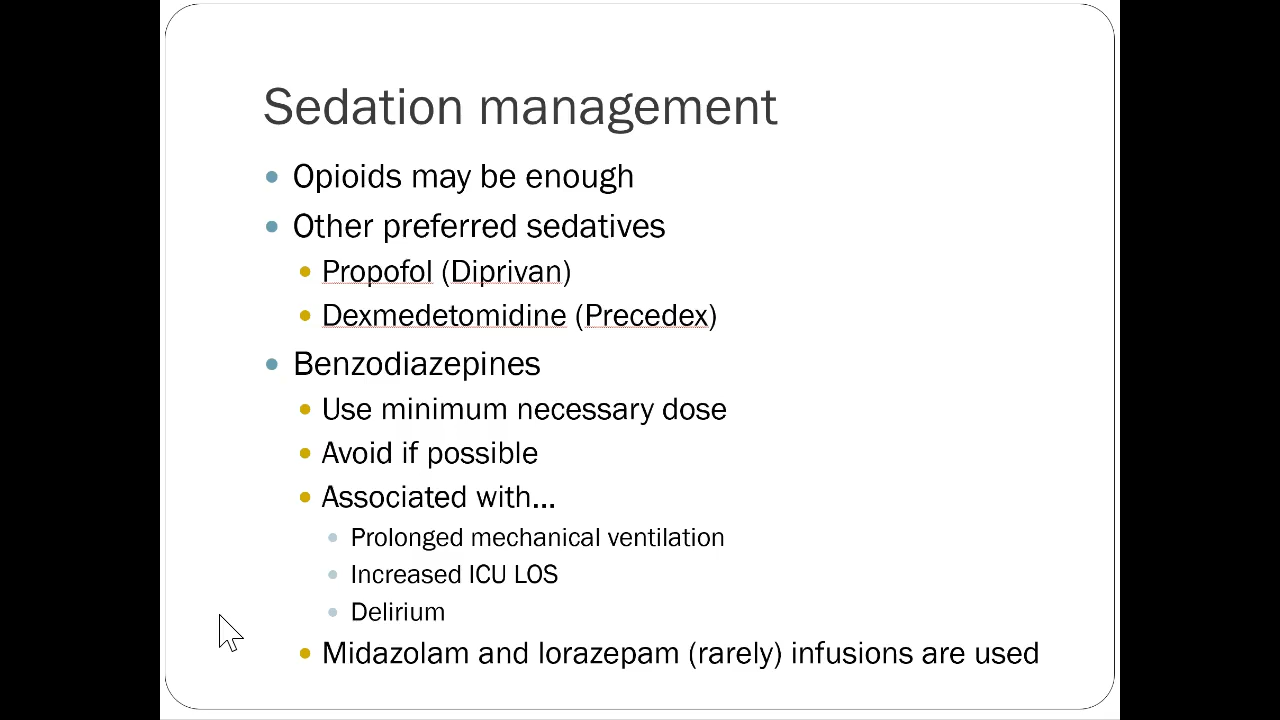 Sedation management
Opioids may be enough
Other preferred sedatives
Propofol (Diprivan)
Dexmedetomidine (Precedex)
Benzodiazepines
Use minimum necessary dose
Avoid if possible
Associated with...
Prolonged mechanical ventilation
Increased ICU LOS
Delirium
Midazolam and lorazepam (rarely) infusions are used